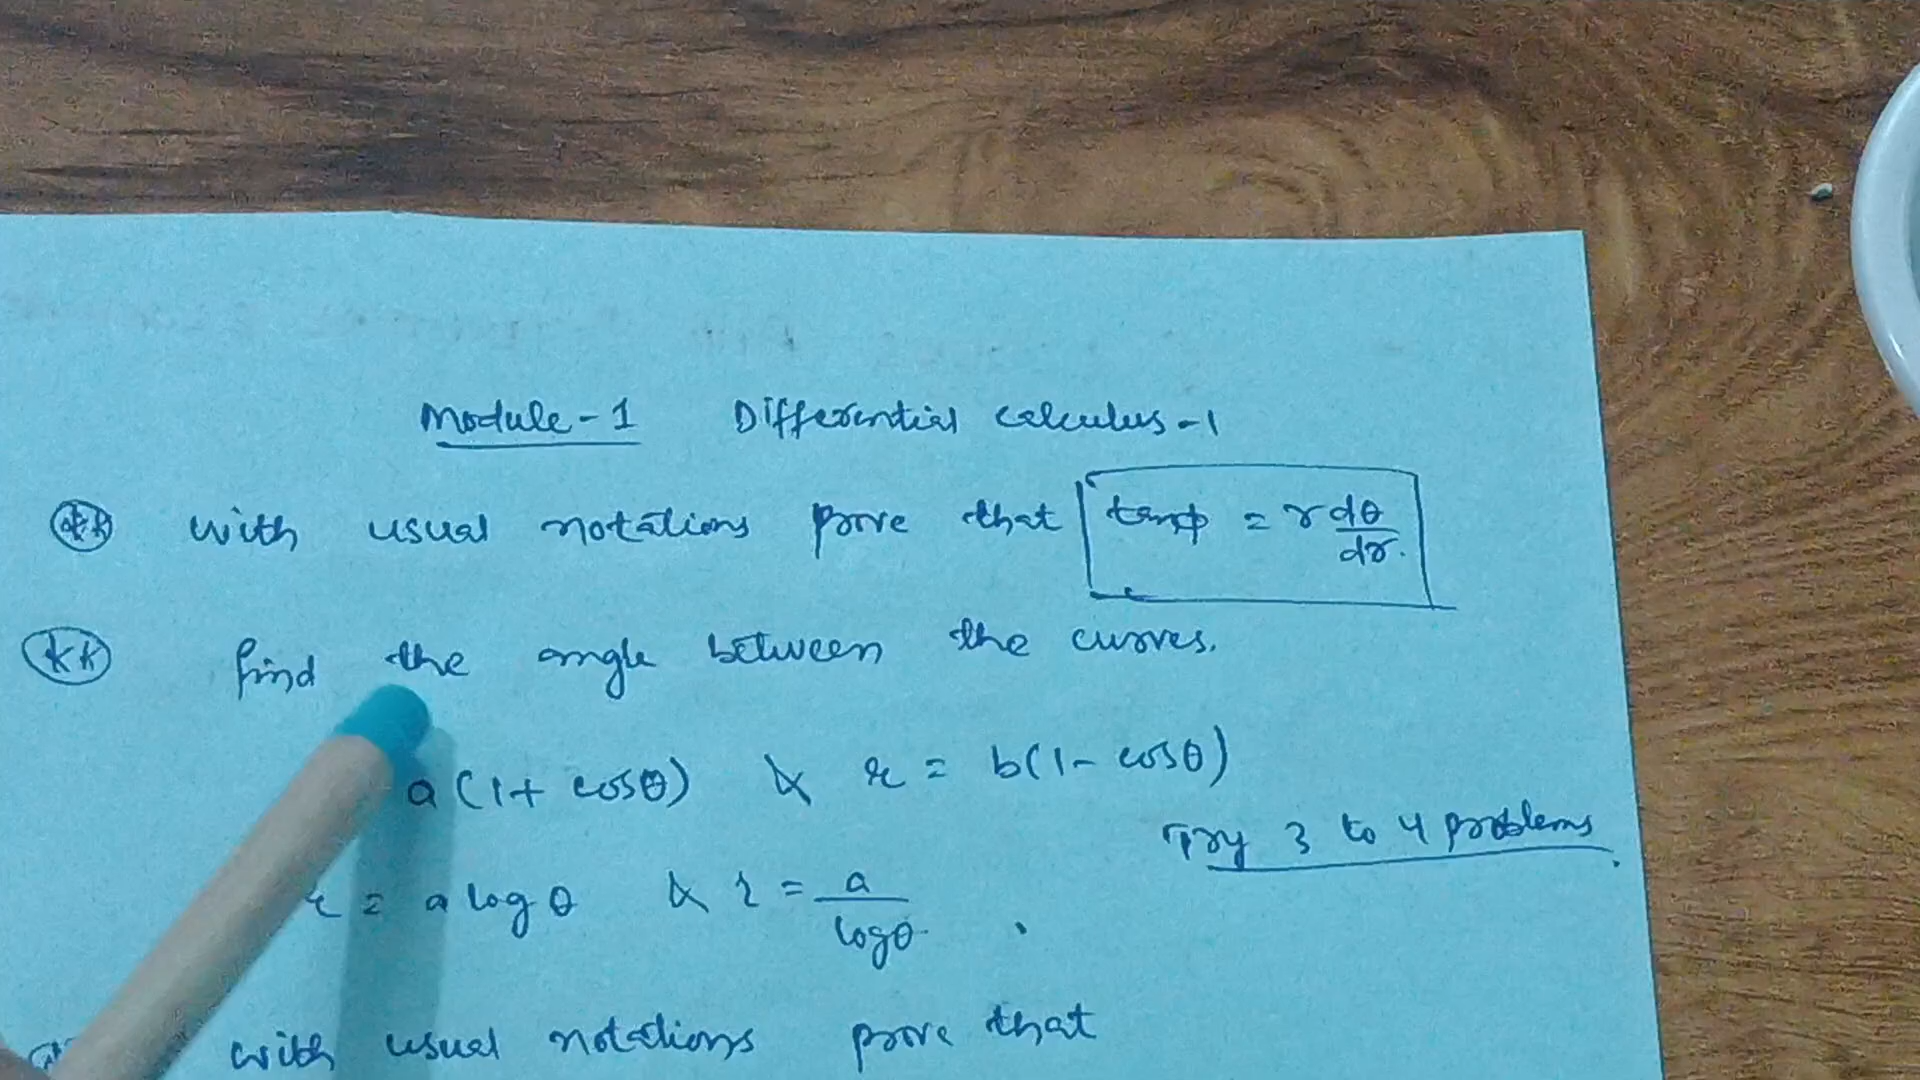 Module-1 Differential calculus-1
with usual notations prove that tanϕ = r dθ/dr.
find the angle between the curves.
a(1+ cosθ) & r = b(1- cosθ)
Try 3 to 4 problems
r = a logθ & r = a/logθ.
with usual notations prove that